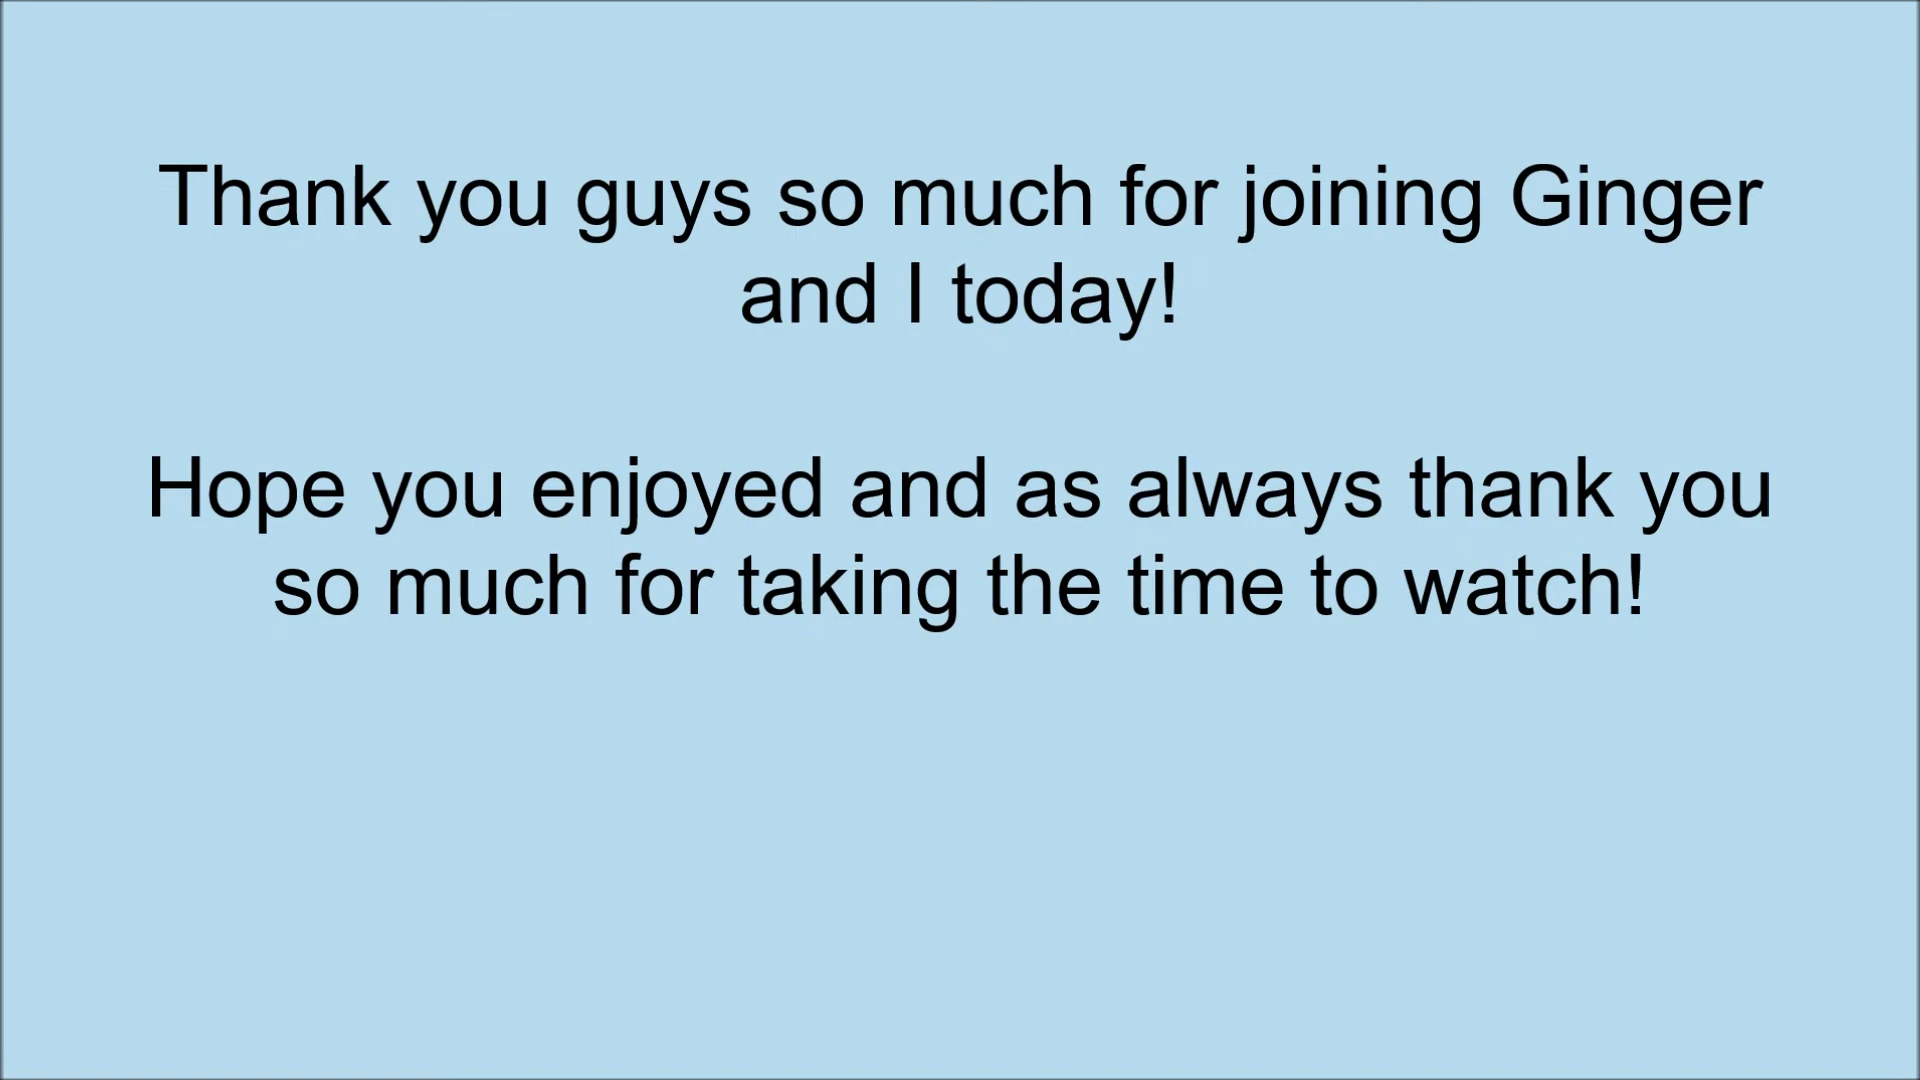 Thank you guys so much for joining Ginger
and I today!
Hope you enjoyed and as always thank you
so much for taking the time to watch!